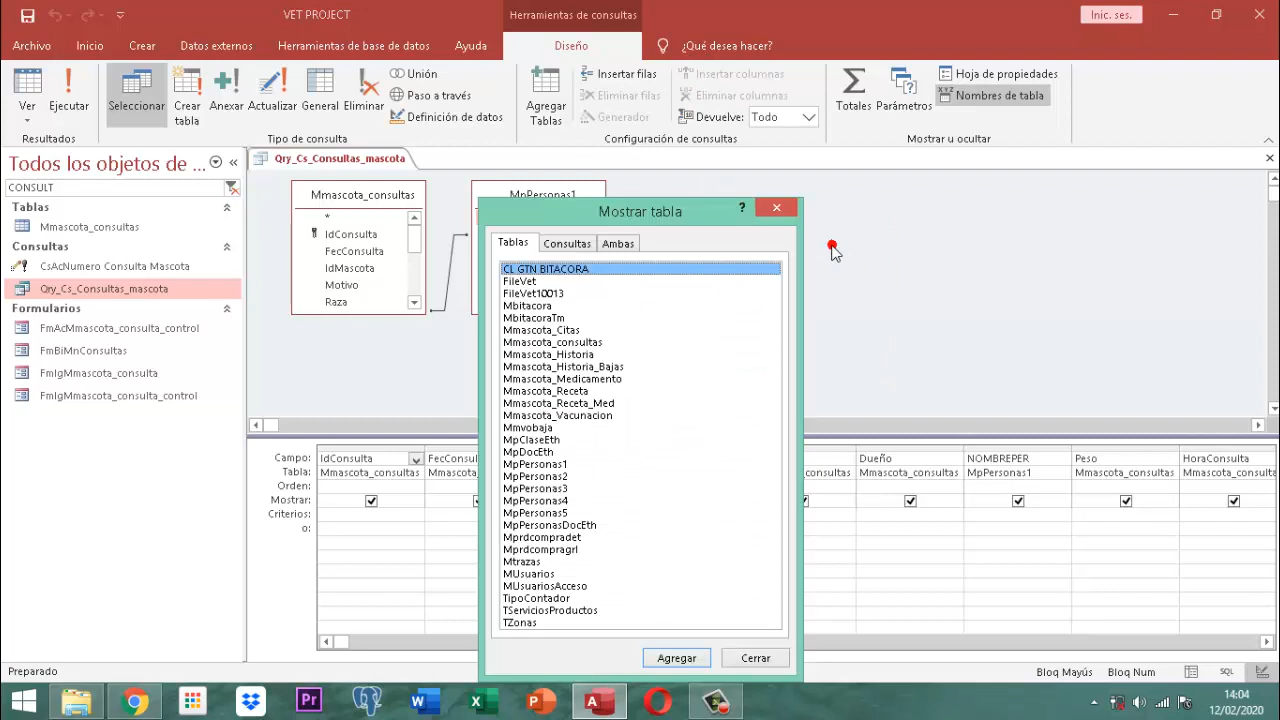 VET PROJECT
Herramientas de consultas
Inic. ses.
Archivo
Inicio
Crear
Datos externos
Herramientas de base de datos
Ayuda
Diseño
¿Qué desea hacer?
Ver
Ejecutar
Seleccionar
Crear tabla
Anexar
Actualizar
General
Eliminar
Unión
Paso a través
Definición de datos
Agregar Tablas
Insertar filas
Eliminar filas
Generador
Insertar columnas
Eliminar columnas
Devuelve: Todo
Totales
Parámetros
Hoja de propiedades
XYZ Nombres de tabla
Resultados
Tipo de consulta
Configuración de consultas
Mostrar u ocultar
Todos los objetos de ...
CONSULT
Tablas
Mmascota_consultas
Consultas
CsAcNumero Consulta Mascota
Qry_Cs_Consultas_mascota
Formularios
FmAcMmascota_consulta_control
FmBiMnConsultas
FmIgMmascota_consulta
FmIgMmascota_consulta_control
Qry_Cs_Consultas_mascota
Mmascota_consultas
*
IdConsulta
FecConsulta
IdMascota
Motivo
Raza
MpPersonas1
Mostrar tabla
?
Tablas
Consultas
Ambas
CL GTN BITACORA
FileVet
FileVet10013
Mbitacora
MbitacoraTm
Mmascota_Citas
Mmascota_consultas
Mmascota_Historia
Mmascota_Historia_Bajas
Mmascota_Medicamento
Mmascota_Receta
Mmascota_Receta_Med
Mmascota_Vacunacion
Mmvobaja
MpClaseEth
MpDocEth
MpPersonas1
MpPersonas2
MpPersonas3
MpPersonas4
MpPersonas5
MpPersonasDocEth
Mprdcompradet
Mprdcompragrl
Mtrazas
MUsuarios
MUsuariosAcceso
TipoContador
TServiciosProductos
TZonas
Agregar
Cerrar
Campo: IdConsulta FecConsul Dueño NOMBREPER Peso HoraConsulta
Tabla: Mmascota_consultas Mmascota_ consultas Mmascota_consultas MpPersonas1 Mmascota_consultas Mmascota_consulta
Orden:
Mostrar:
Criterios:
o:
Preparado
Bloq Mayús
Bloq Num
SQL
Pr
14:04
12/02/2020